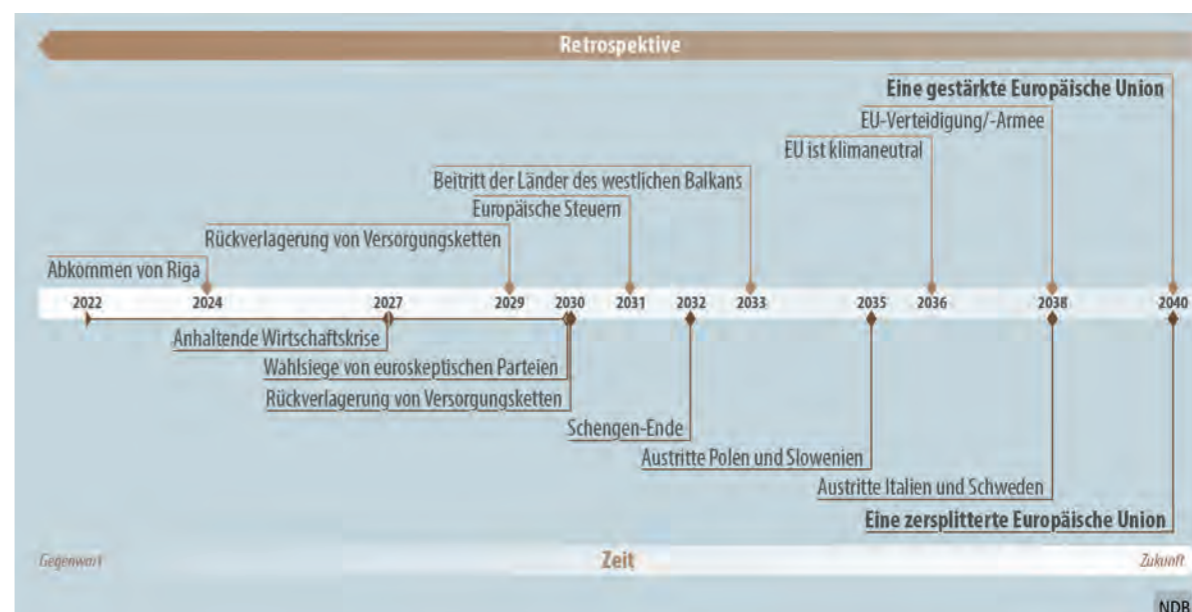 Retrospektive
Eine gestärkte Europäische Union
EU-Verteidigung/-Armee
EU ist klimaneutral
Beitritt der Länder des westlichen Balkans
Europäische Steuern
Rückverlagerung von Versorgungsketten
Abkommen von Riga
2022 2024 2027 2029 2030 2031 2032 2033 2035 2036 2038 2040
Anhaltende Wirtschaftskrise
Wahlsiege von euroskeptischen Parteien
Rückverlagerung von Versorgungsketten
Schengen-Ende
Austritte Polen und Slowenien
Austritte Italien und Schweden
Eine zersplitterte Europäische Union
Gegenwart Zeit Zukunft
NDB